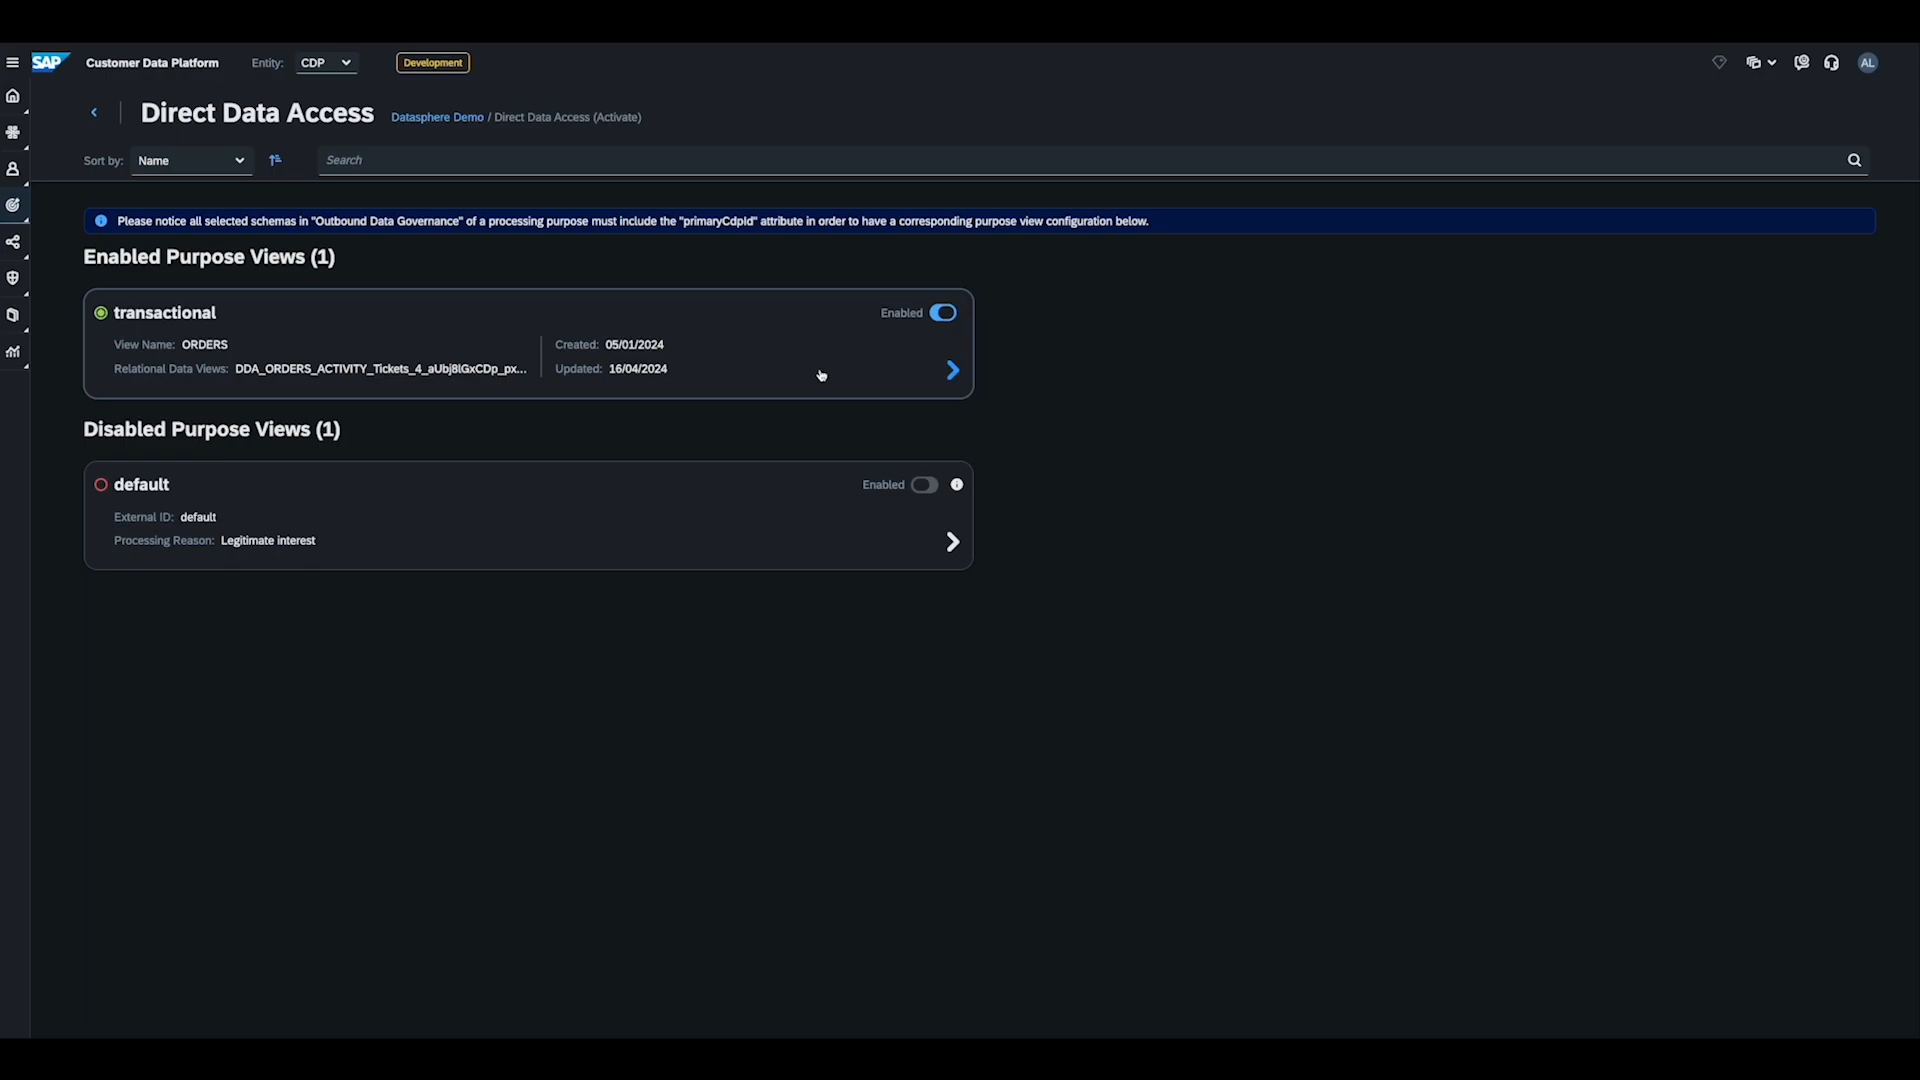 SAP Customer Data Platform Entity: CDP Development AL
Direct Data Access Datasphere Demo / Direct Data Access (Activate)
Sort by: Name Search
Please notice all selected schemas in "Outbound Data Governance" of a processing purpose must include the "primaryCdpId" attribute in order to have a corresponding purpose view configuration below.
Enabled Purpose Views (1)
transactional Enabled
View Name: ORDERS Created: 05/01/2024
Relational Data Views: DDA_ORDERS_ACTIVITY_Tickets_4_aUbj8lGxCDp_px... Updated: 16/04/2024
Disabled Purpose Views (1)
default Enabled
External ID: default
Processing Reason: Legitimate interest